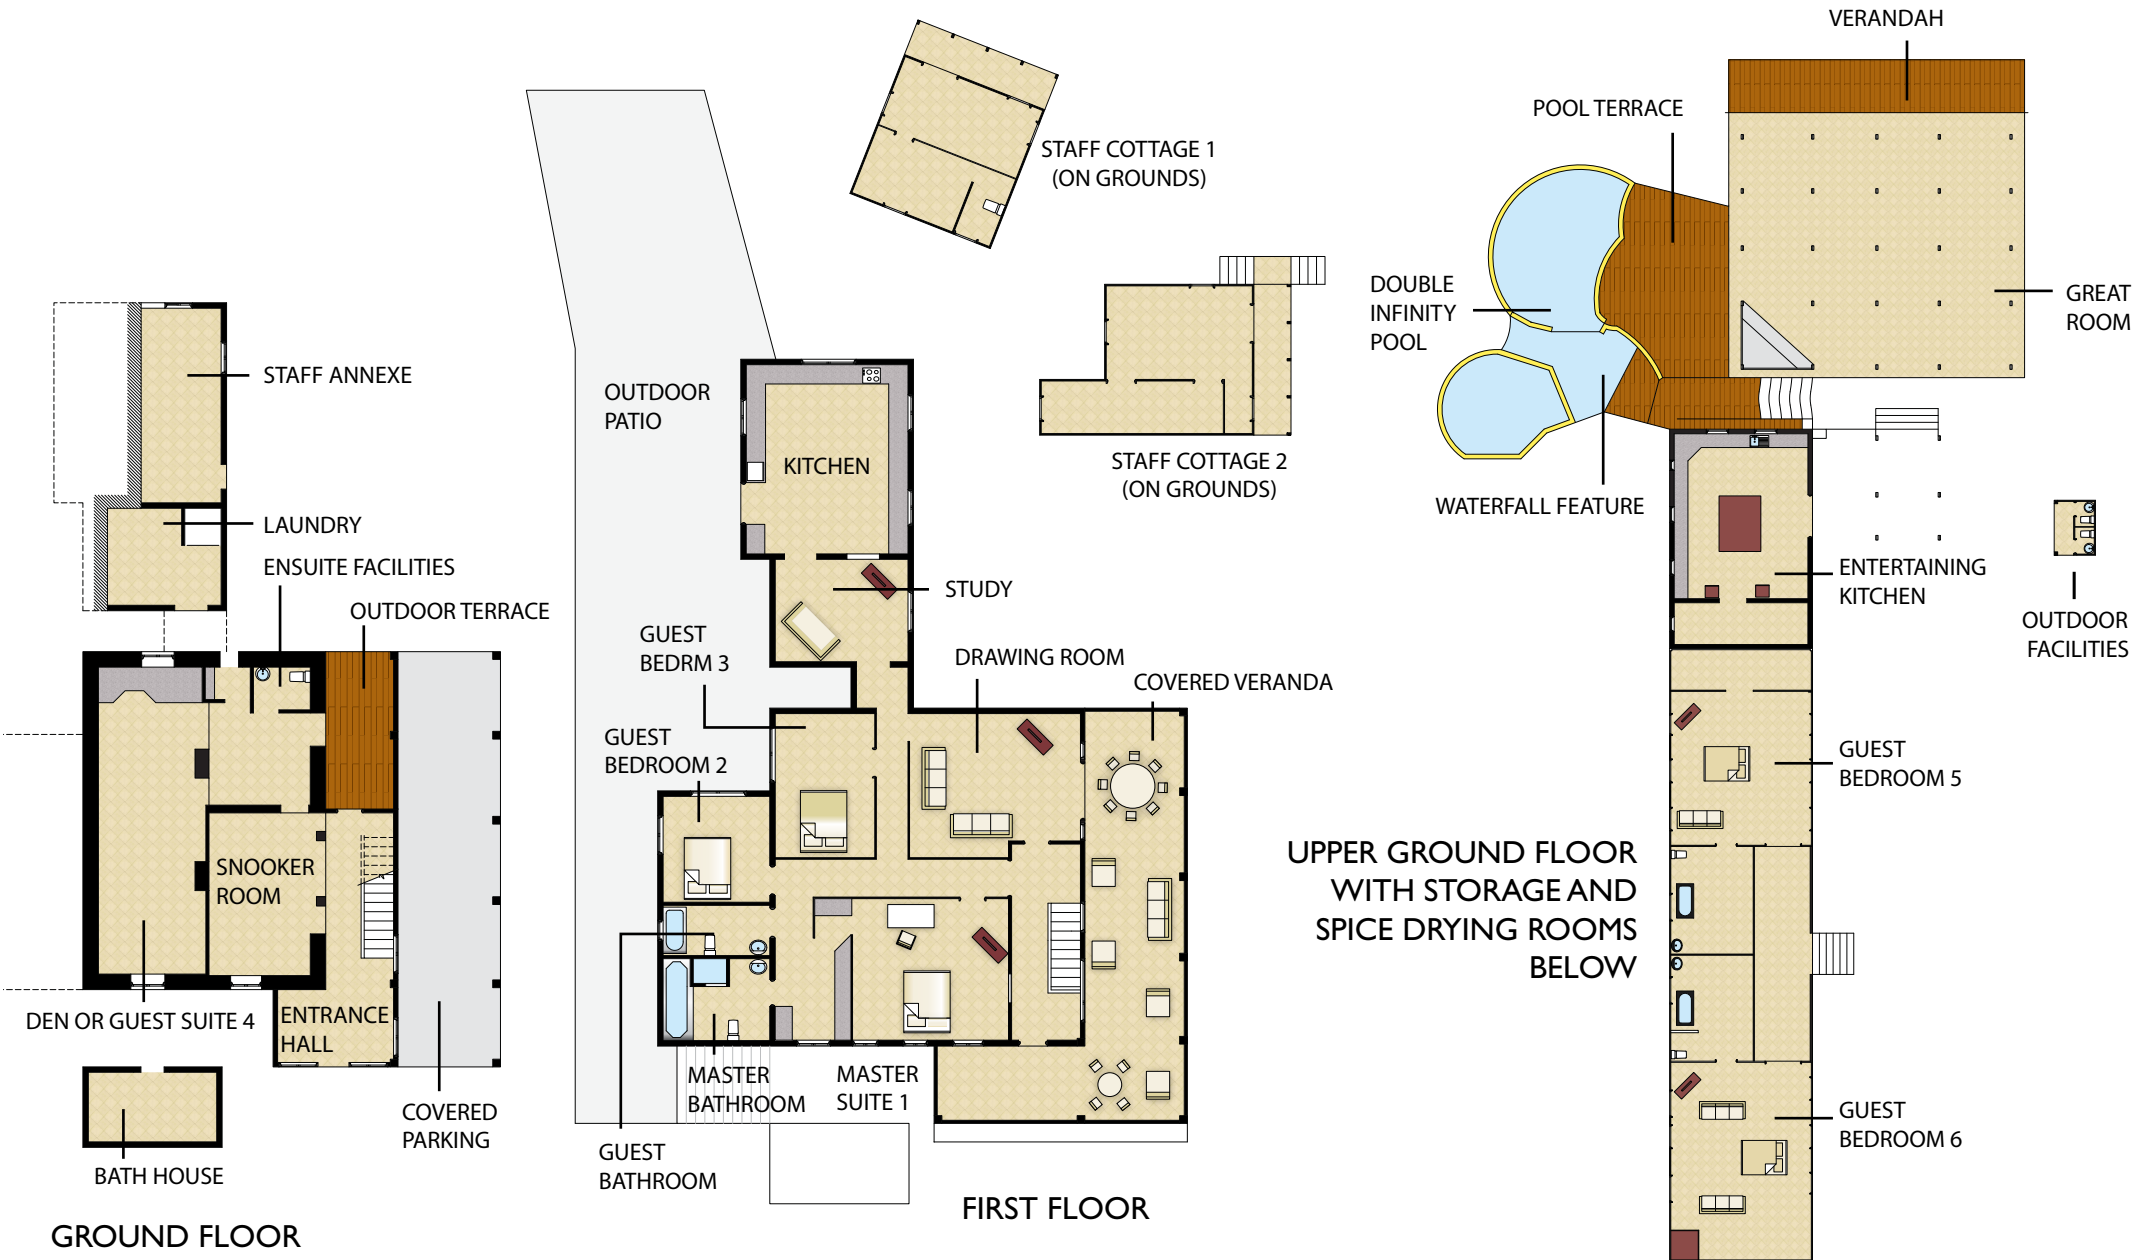 STAFF ANNEXE
LAUNDRY
ENSUITE FACILITIES
OUTDOOR TERRACE
SNOOKER
ROOM
DEN OR GUEST SUITE 4
ENTRANCE
HALL
COVERED
PARKING
BATH HOUSE
GROUND FLOOR
STAFF COTTAGE 1
(ON GROUNDS)
STAFF COTTAGE 2
(ON GROUNDS)
OUTDOOR
PATIO
KITCHEN
STUDY
GUEST
BEDRM 3
DRAWING ROOM
COVERED VERANDA
GUEST
BEDROOM 2
MASTER
BATHROOM
MASTER
SUITE 1
GUEST
BATHROOM
FIRST FLOOR
VERANDAH
POOL TERRACE
DOUBLE
INFINITY
POOL
GREAT
ROOM
WATERFALL FEATURE
ENTERTAINING
KITCHEN
OUTDOOR
FACILITIES
GUEST
BEDROOM 5
UPPER GROUND FLOOR
WITH STORAGE AND
SPICE DRYING ROOMS
BELOW
GUEST
BEDROOM 6